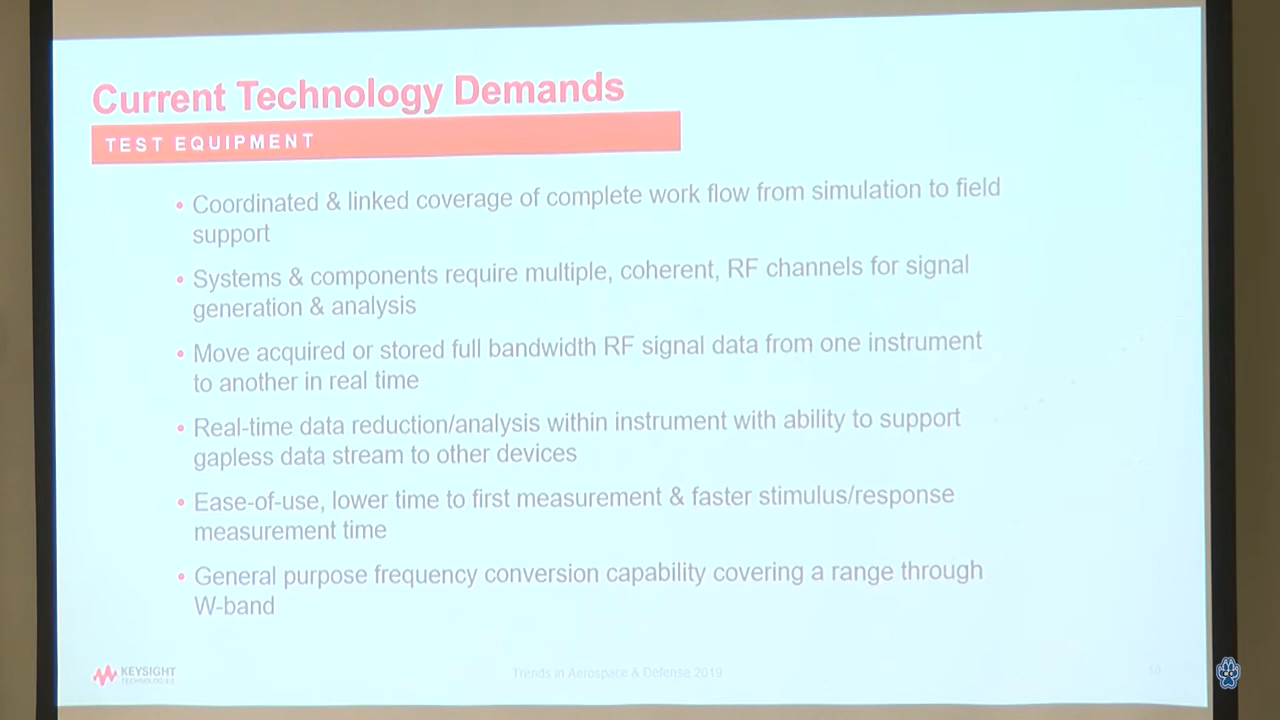 Current Technology Demands
TEST EQUIPMENT
• Coordinated & linked coverage of complete work flow from simulation to field
support
• Systems & components require multiple, coherent, RF channels for signal
generation & analysis
• Move acquired or stored full bandwidth RF signal data from one instrument
to another in real time
• Real-time data reduction/analysis within instrument with ability to support
gapless data stream to other devices
• Ease-of-use, lower time to first measurement & faster stimulus/response
measurement time
• General purpose frequency conversion capability covering a range through
W-band
KEYSIGHT
TECHNOLOGIES
Trends in Aerospace & Defense 2019